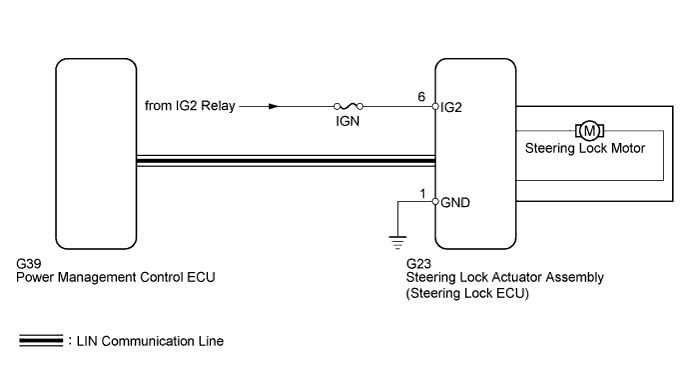 from IG2 Relay
IGN
6
IG2
M
Steering Lock Motor
1
GND
G39
Power Management Control ECU
G23
Steering Lock Actuator Assembly
(Steering Lock ECU)
: LIN Communication Line